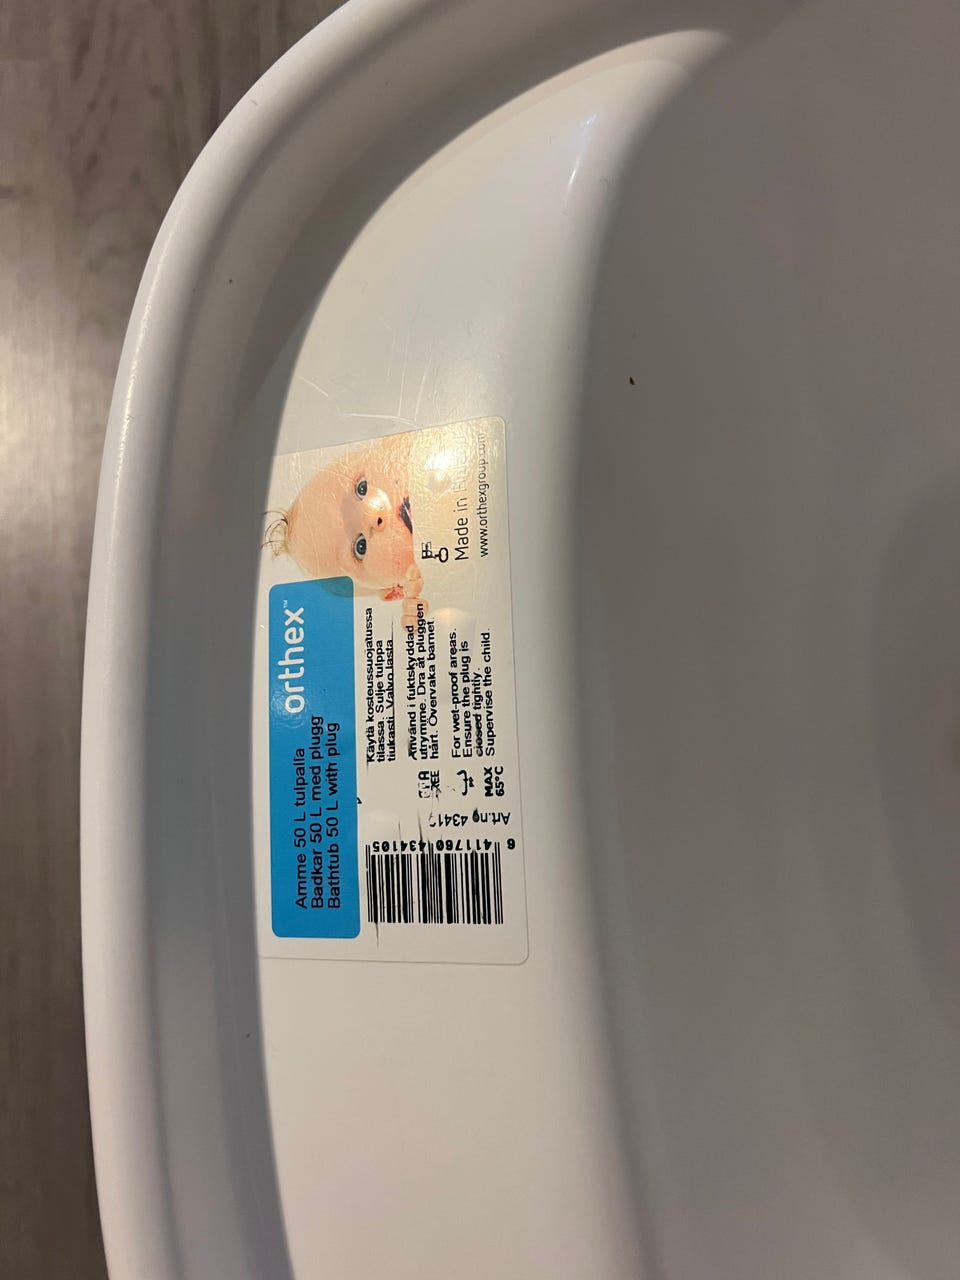 orthex™
Amme 50 L tulpalla
Badkar 50 L med plugg
Bathtub 50 L with plug
Käytä kosteussuojatussa
tilassa. Sulje tulppa
tiukasti. Valvo lasta
Använd i fuktskyddad
utrymme. Dra åt pluggen
hårt. Övervaka barnet
For wet-proof areas.
Ensure the plug is
closed tightly.
Supervise the child.
FREE
PP
MAX
65°C
Made in
www.orthexgroup.com
Art.no
6 411760 434105